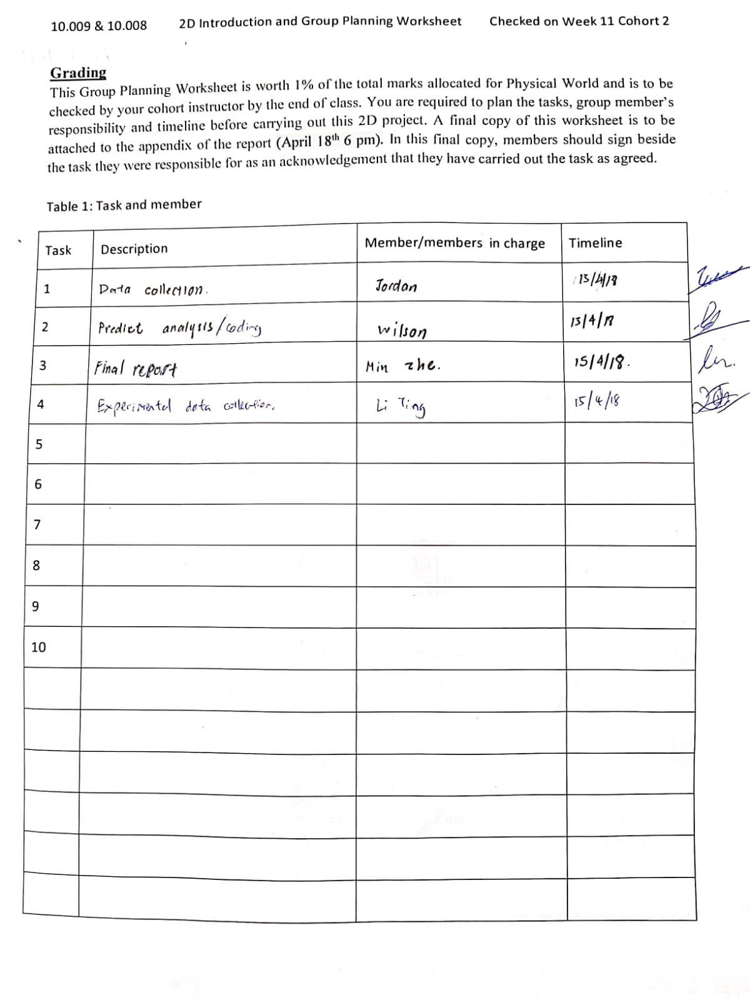 10.009 & 10.008 2D Introduction and Group Planning Worksheet Checked on Week 11 Cohort 2
Grading
This Group Planning Worksheet is worth 1% of the total marks allocated for Physical World and is to be
checked by your cohort instructor by the end of class. You are required to plan the tasks, group member's
responsibility and timeline before carrying out this 2D project. A final copy of this worksheet is to be
attached to the appendix of the report (April 18th 6 pm). In this final copy, members should sign beside
the task they were responsible for as an acknowledgement that they have carried out the task as agreed.
Table 1: Task and member
Task Description Member/members in charge Timeline
1 Data collection. Jordan 13/4/18
2 Predict analysis/coding wilson 13/4/18
3 Final report Min zhe. 15/4/18.
4 Experimental data collection. Li Ting 15/4/18
5
6
7
8
9
10